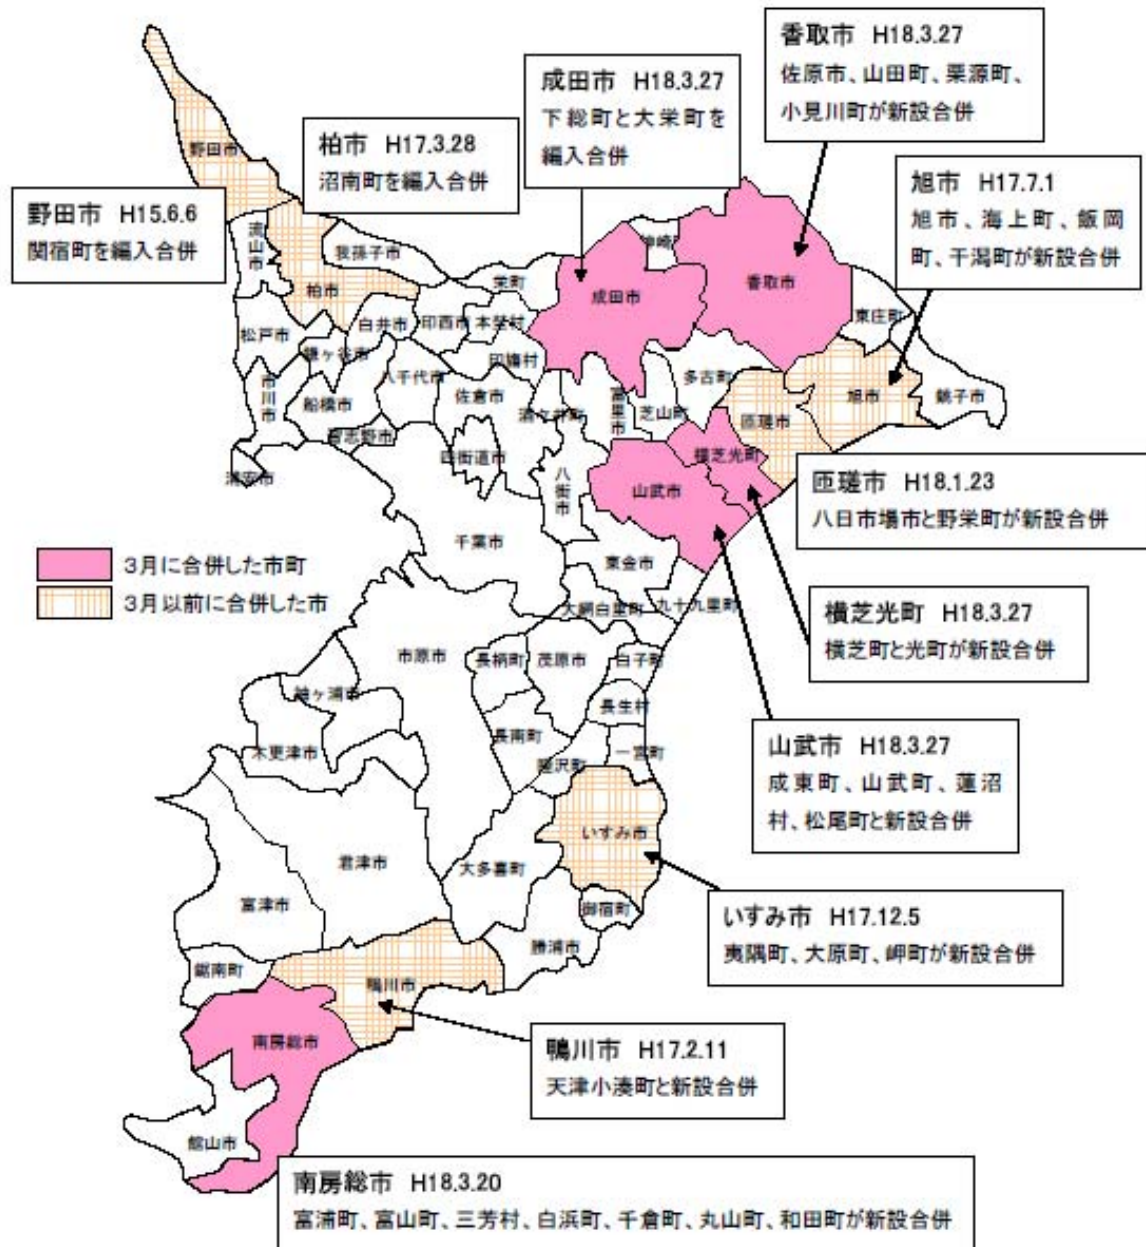 香取市 H18.3.27
佐原市、山田町、栗源町、
小見川町が新設合併
成田市 H18.3.27
下総町と大栄町を
編入合併
柏市 H17.3.28
沼南町を編入合併
野田市
旭市 H17.7.1
旭市、海上町、飯岡
町、干潟町が新設合併
野田市 H15.6.6
関宿町を編入合併
流山市
我孫子市
神崎
栄町
成田市
香取市
柏市
東庄町
松戸市
白井市
印西市
本埜村
鎌ヶ谷市
印旛村
市川市
八千代市
佐倉市
酒々井町
富里市
芝山町
多古町
匝瑳市
旭市
銚子市
船橋市
習志野市
四街道市
浦安市
八街市
横芝光町
山武市
匝瑳市 H18.1.23
八日市場市と野栄町が新設合併
千葉市
東金市
3月に合併した市町
3月以前に合併した市
大網白里町
九十九里町
横芝光町 H18.3.27
横芝町と光町が新設合併
市原市
長柄町
茂原市
白子町
袖ヶ浦市
長生村
長南町
木更津市
睦沢町
一宮町
山武市 H18.3.27
成東町、山武町、蓮沼
村、松尾町と新設合併
いすみ市
君津市
大多喜町
富津市
御宿町
いすみ市 H17.12.5
夷隅町、大原町、岬町が新設合併
勝浦市
鋸南町
鴨川市
南房総市
鴨川市 H17.2.11
天津小湊町と新設合併
館山市
南房総市 H18.3.20
富浦町、富山町、三芳村、白浜町、千倉町、丸山町、和田町が新設合併